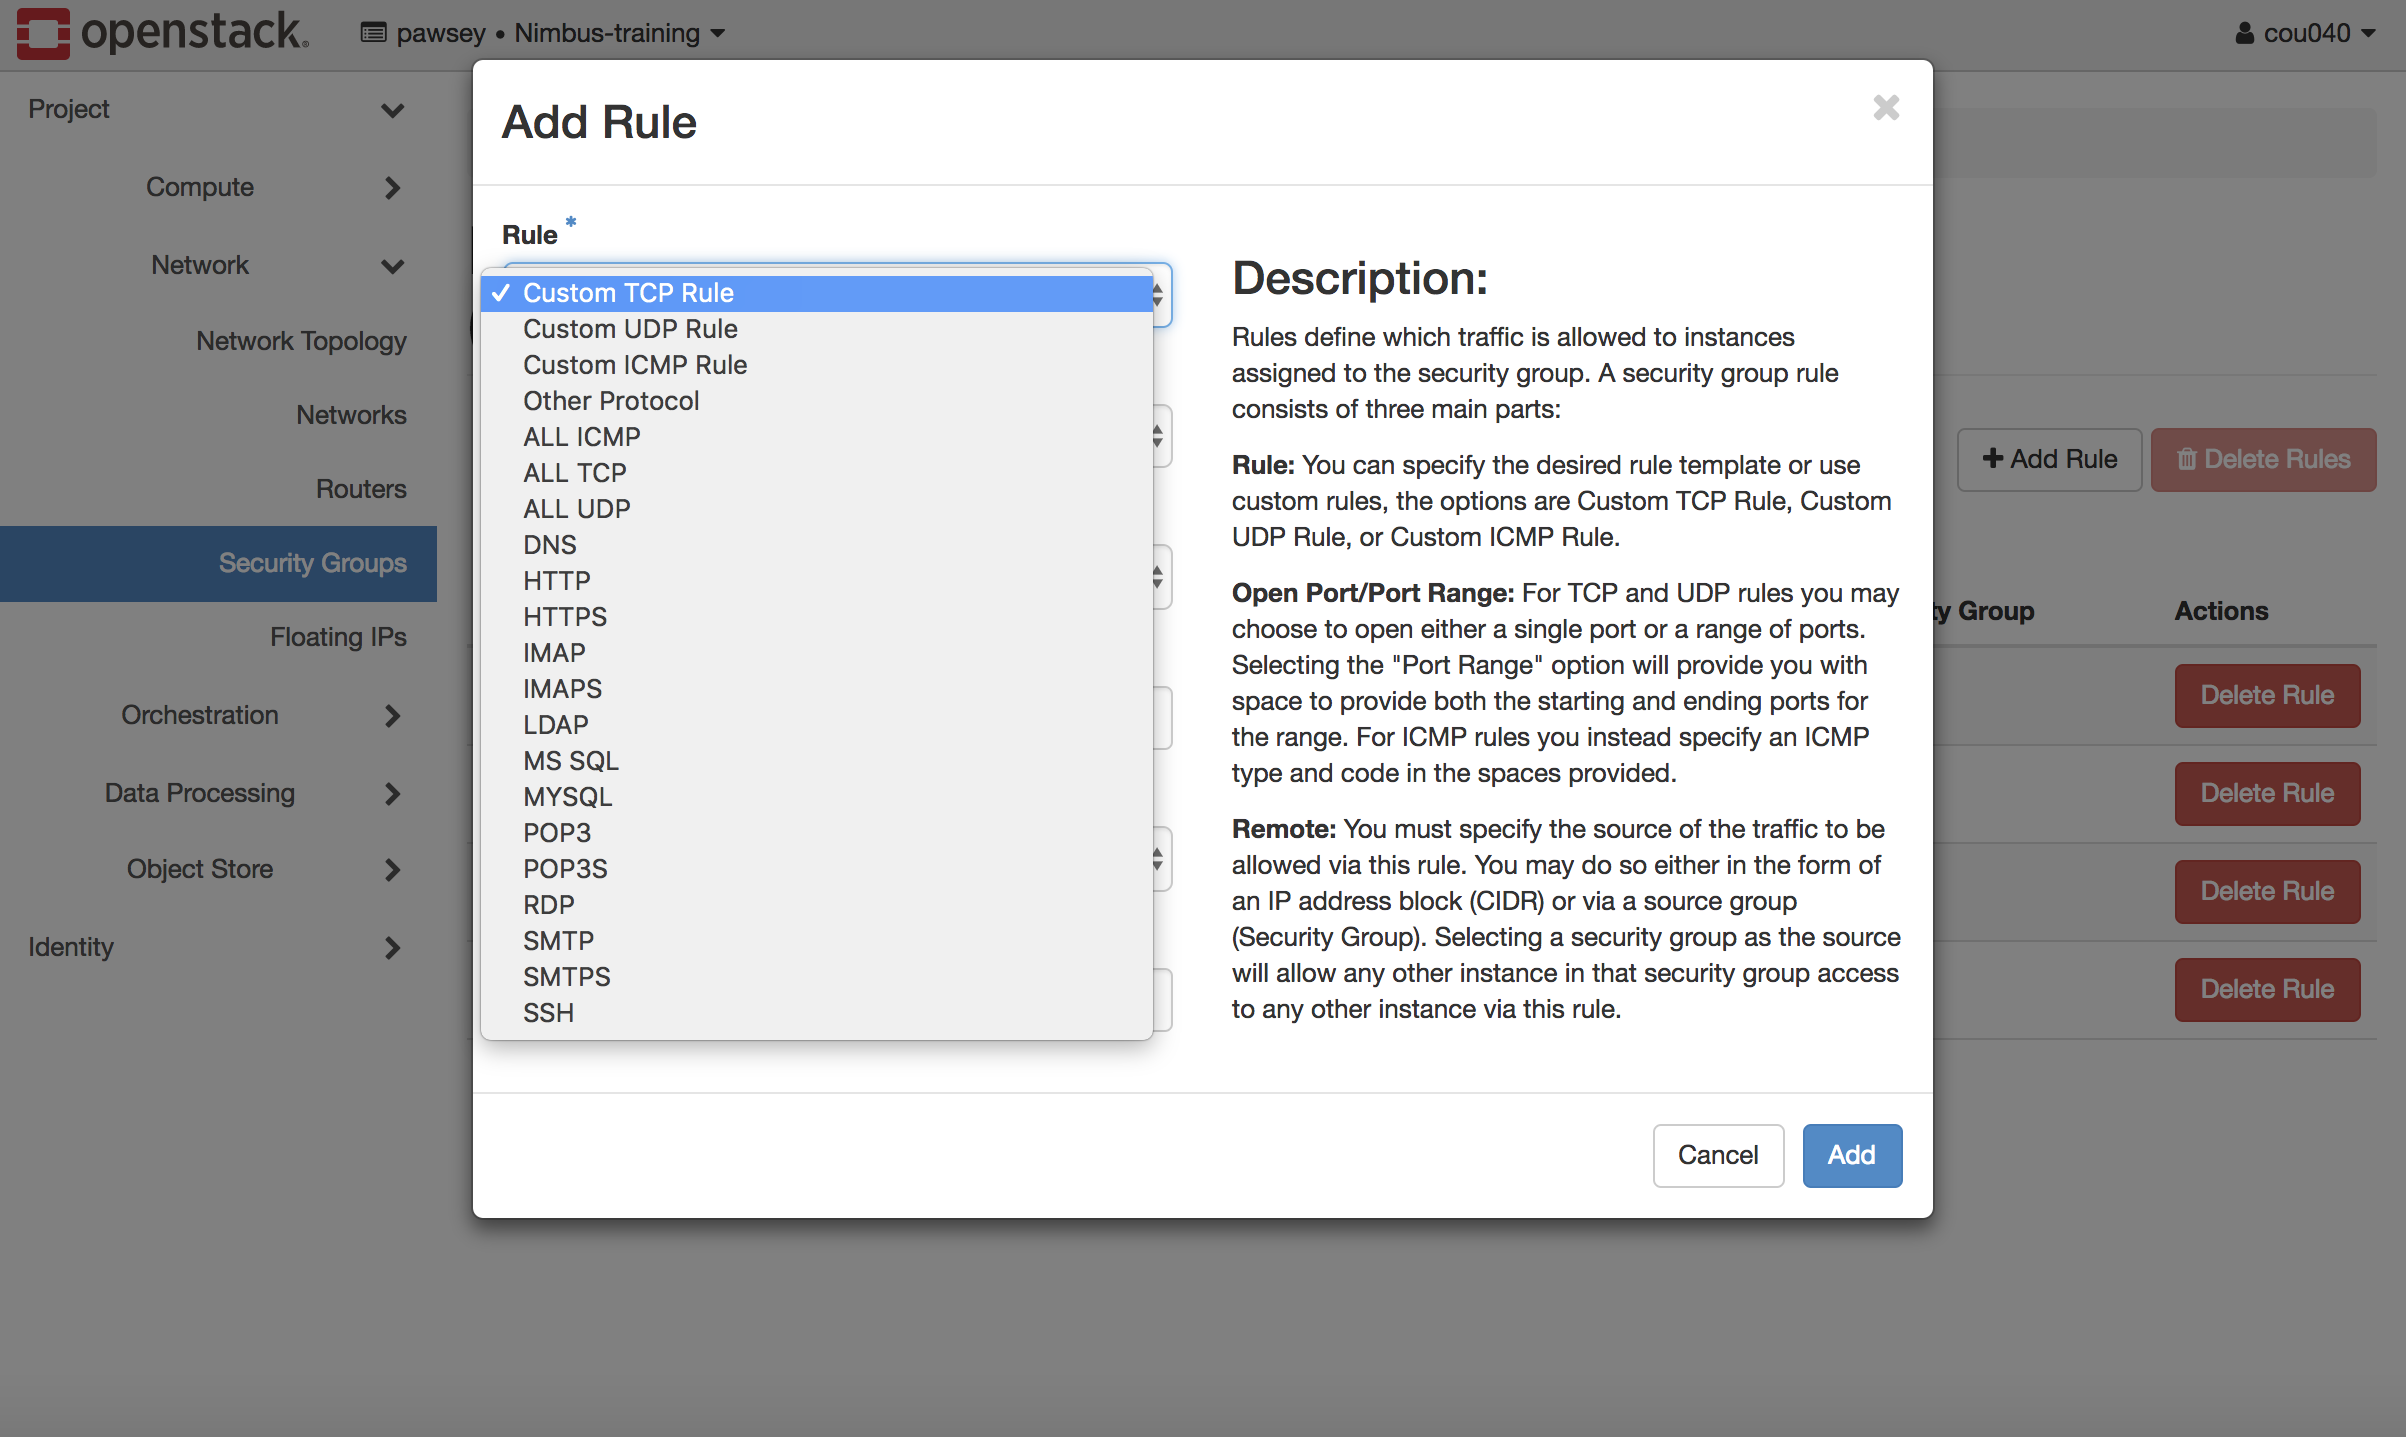 openstack.
pawsey • Nimbus-training
cou040
Project
Compute
Network
Network Topology
Networks
Routers
Security Groups
Floating IPs
Orchestration
Data Processing
Object Store
Identity
Add Rule
Rule *
✓ Custom TCP Rule
Custom UDP Rule
Custom ICMP Rule
Other Protocol
ALL ICMP
ALL TCP
ALL UDP
DNS
HTTP
HTTPS
IMAP
IMAPS
LDAP
MS SQL
MYSQL
POP3
POP3S
RDP
SMTP
SMTPS
SSH
Description:
Rules define which traffic is allowed to instances
assigned to the security group. A security group rule
consists of three main parts:
Rule: You can specify the desired rule template or use
custom rules, the options are Custom TCP Rule, Custom
UDP Rule, or Custom ICMP Rule.
Open Port/Port Range: For TCP and UDP rules you may
choose to open either a single port or a range of ports.
Selecting the "Port Range" option will provide you with
space to provide both the starting and ending ports for
the range. For ICMP rules you instead specify an ICMP
type and code in the spaces provided.
Remote: You must specify the source of the traffic to be
allowed via this rule. You may do so either in the form of
an IP address block (CIDR) or via a source group
(Security Group). Selecting a security group as the source
will allow any other instance in that security group access
to any other instance via this rule.
Cancel
Add
+ Add Rule
Delete Rules
ty Group
Actions
Delete Rule
Delete Rule
Delete Rule
Delete Rule